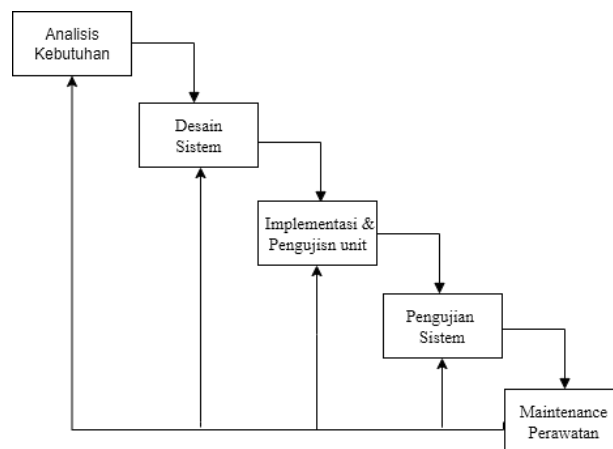 Analisis
Kebutuhan
Desain
Sistem
Implementasi &
Pengujisn unit
Pengujian
Sistem
Maintenance
Perawatan